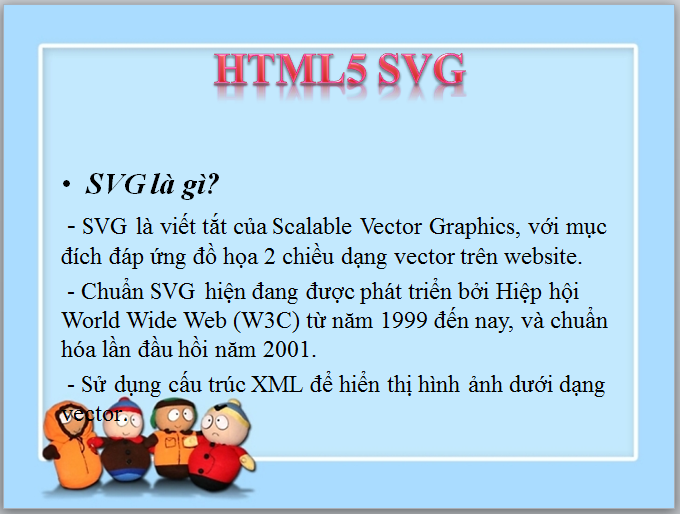 HTML5 SVG
• SVG là gì?
- SVG là viết tắt của Scalable Vector Graphics, với mục
đích đáp ứng đồ họa 2 chiều dạng vector trên website.
- Chuẩn SVG hiện đang được phát triển bởi Hiệp hội
World Wide Web (W3C) từ năm 1999 đến nay, và chuẩn
hóa lần đầu hồi năm 2001.
- Sử dụng cấu trúc XML để hiển thị hình ảnh dưới dạng
vector.